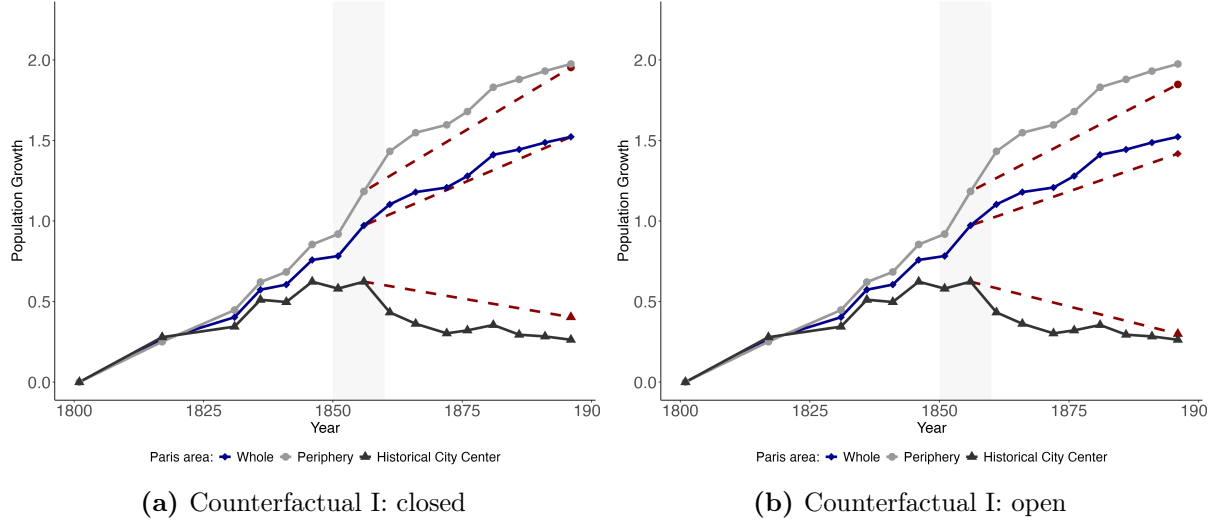 Population Growth
2.0
1.5
1.0
0.5
0.0
1800 1825 1850 1875 190
Year
Paris area: Whole Periphery Historical City Center
(a) Counterfactual I: closed
Population Growth
2.0
1.5
1.0
0.5
0.0
1800 1825 1850 1875 190
Year
Paris area: Whole Periphery Historical City Center
(b) Counterfactual I: open